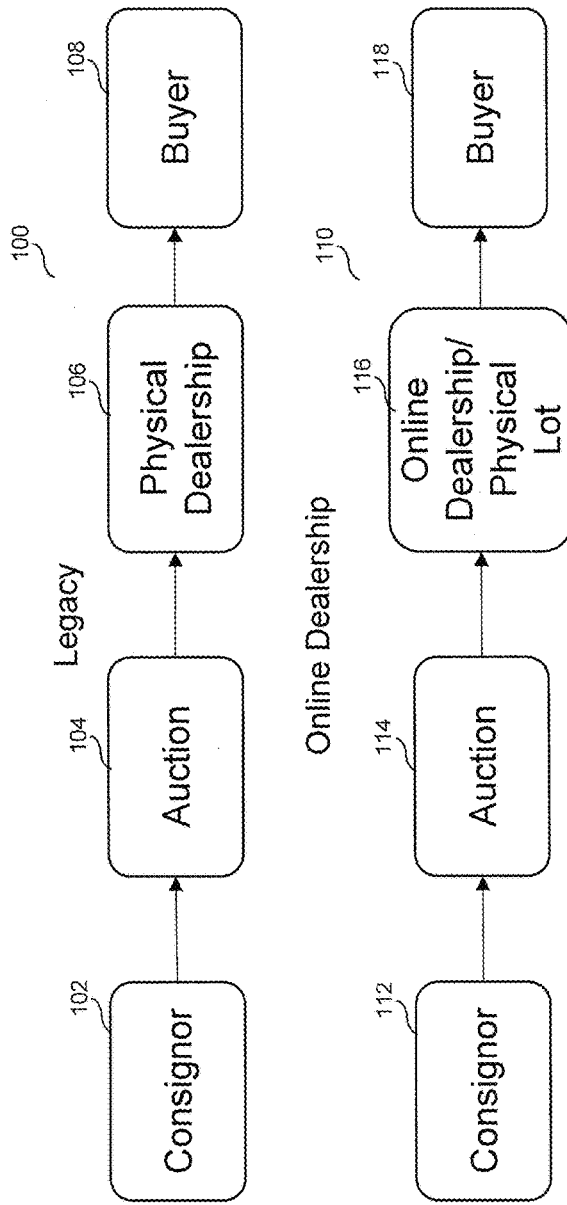 Legacy
100
102
Consignor
104
Auction
106
Physical
Dealership
108
Buyer
Online Dealership
110
112
Consignor
114
Auction
116
Online
Dealership/
Physical
Lot
118
Buyer